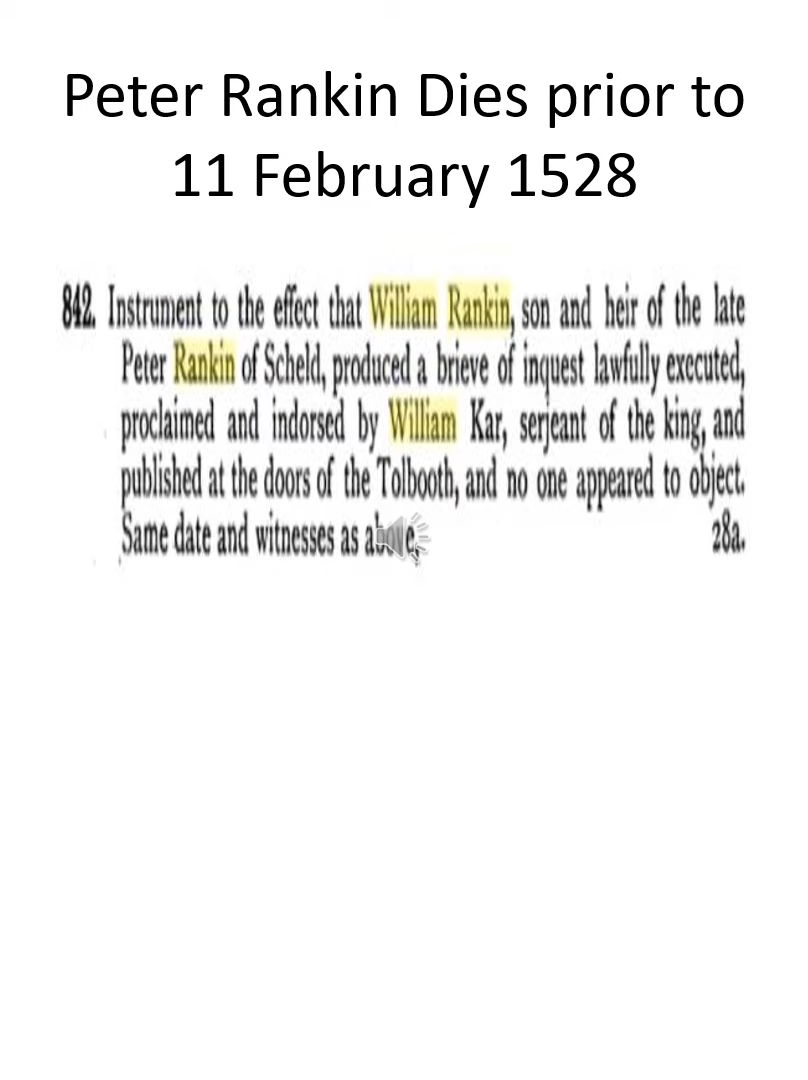 Peter Rankin Dies prior to
11 February 1528
842. Instrument to the effect that William Rankin, son and heir of the late
Peter Rankin of Scheld, produced a brieve of inquest lawfully executed,
proclaimed and indorsed by William Kar, serjeant of the king, and
published at the doors of the Tolbooth, and no one appeared to object.
Same date and witnesses as above.
28a.